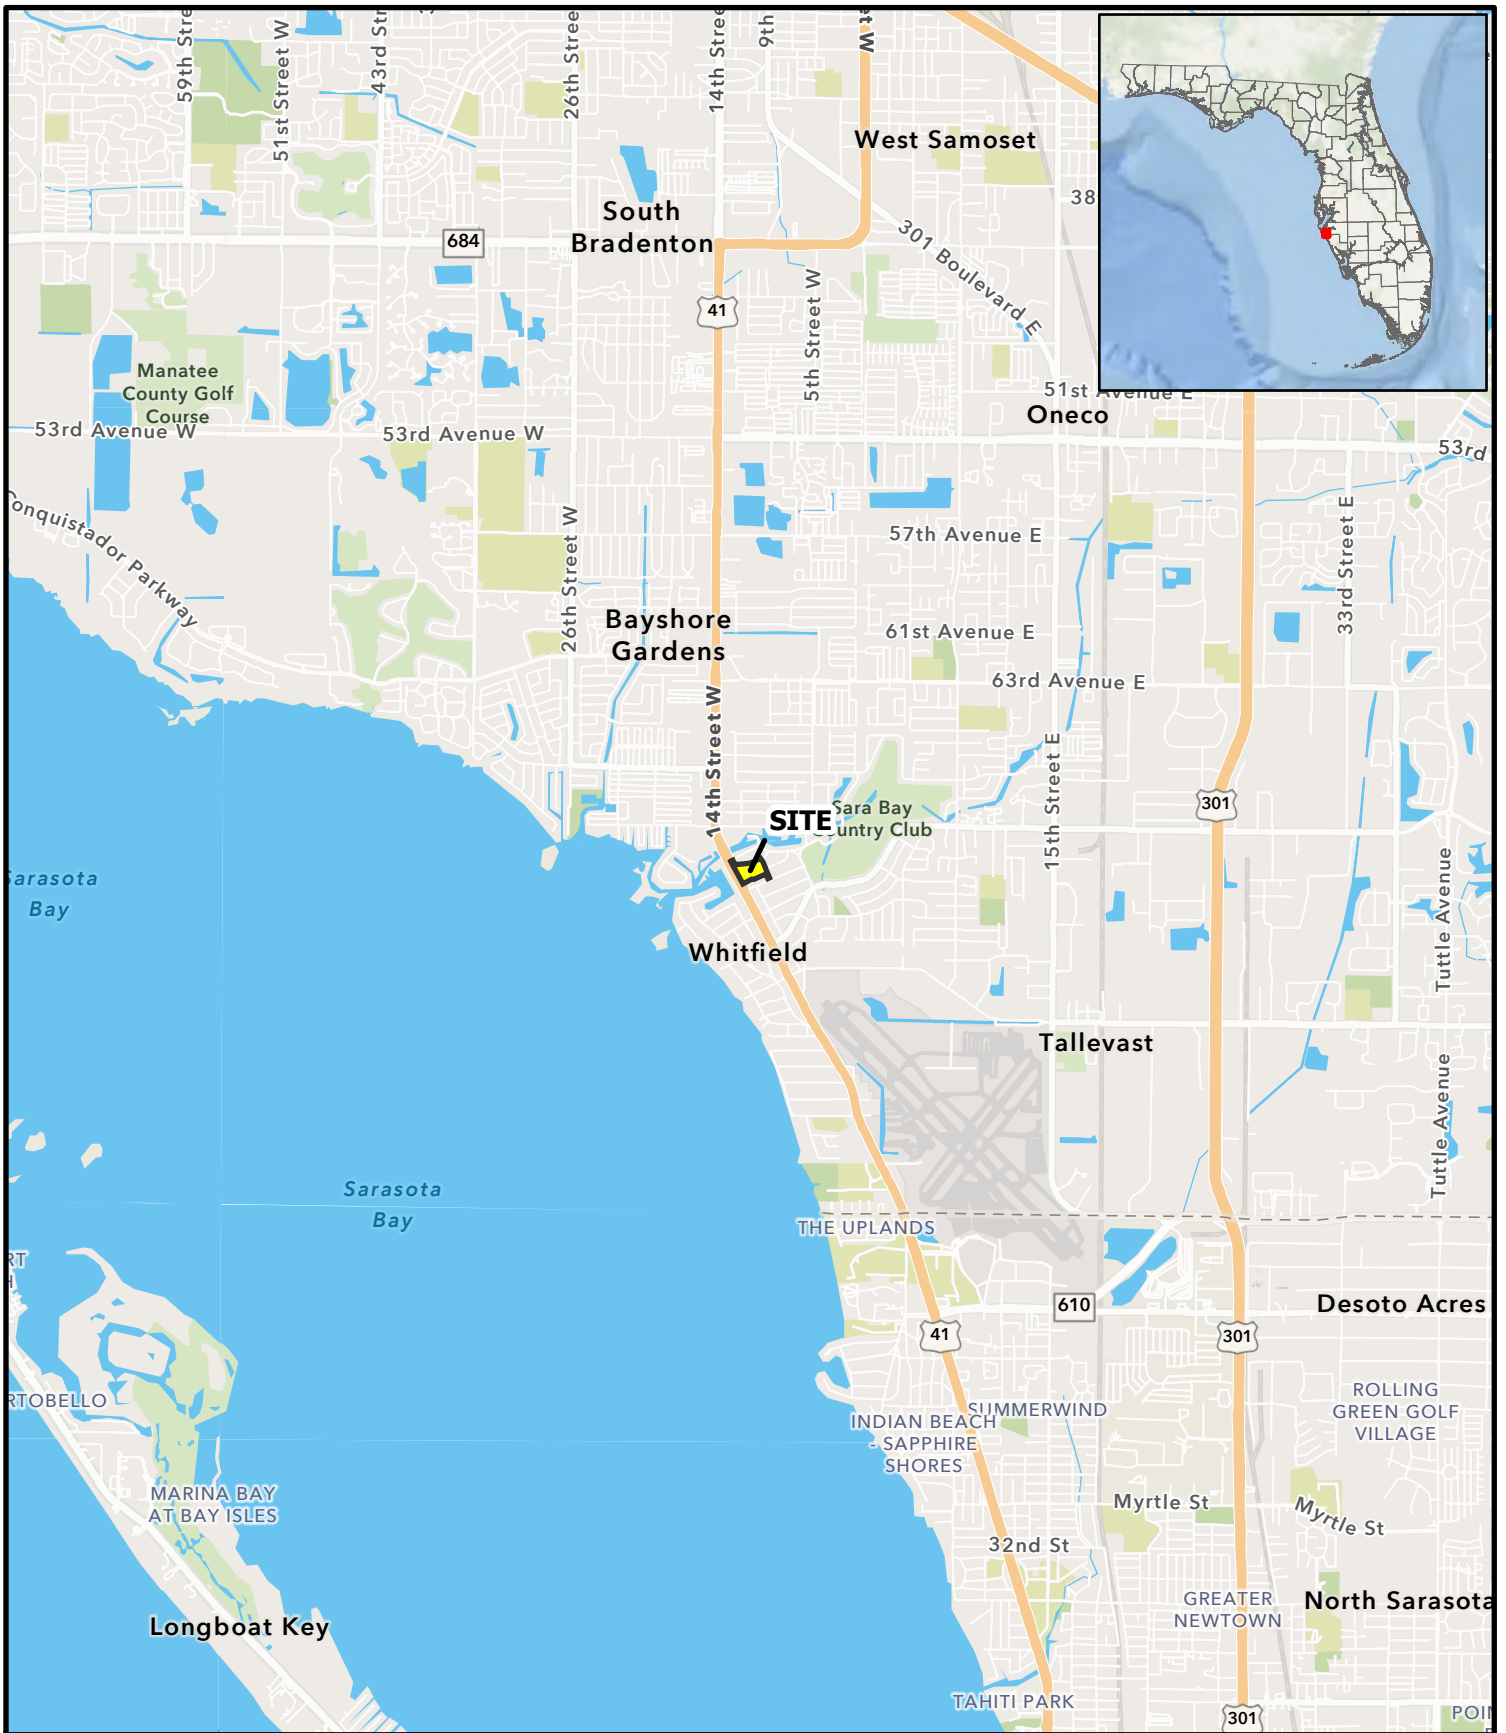 59th Stre
51st Street W
43rd Str
26th Stree
14th Stree
9th
et W
West Samoset
38
South
Bradenton
684
301 Boulevard E
41
5th Street W
Manatee
County Golf
Course
51st Avenue E
Oneco
53rd Avenue W
53rd Avenue W
53rd
onquistador Parkway
26th Street W
57th Avenue E
33rd Street E
Bayshore
Gardens
61st Avenue E
63rd Avenue E
14th Street W
15th Street E
301
SITE
Sara Bay
ountry Club
Sarasota
Bay
Tuttle Avenue
Whitfield
Tallevast
Tuttle Avenue
Sarasota
Bay
THE UPLANDS
RT
H
610
Desoto Acres
41
301
RTOBELLO
SUMMERWIND
INDIAN BEACH
- SAPPHIRE
SHORES
ROLLING
GREEN GOLF
VILLAGE
MARINA BAY
AT BAY ISLES
Myrtle St
Myrtle St
32nd St
GREATER
NEWTOWN
North Sarasota
Longboat Key
TAHITI PARK
301
POIN